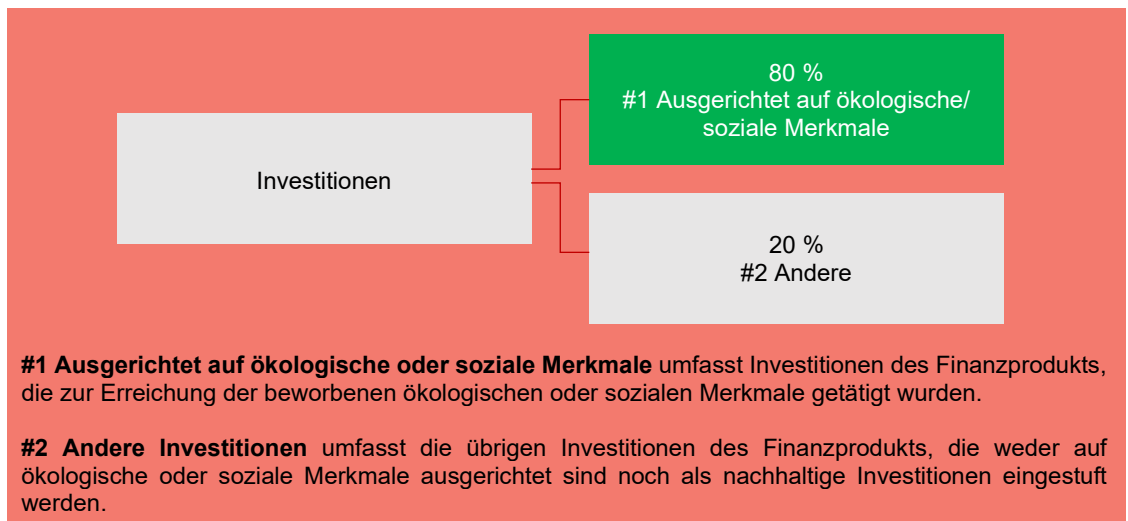 80 %
#1 Ausgerichtet auf ökologische/
soziale Merkmale
Investitionen
20 %
#2 Andere
#1 Ausgerichtet auf ökologische oder soziale Merkmale umfasst Investitionen des Finanzprodukts,
die zur Erreichung der beworbenen ökologischen oder sozialen Merkmale getätigt wurden.
#2 Andere Investitionen umfasst die übrigen Investitionen des Finanzprodukts, die weder auf
ökologische oder soziale Merkmale ausgerichtet sind noch als nachhaltige Investitionen eingestuft
werden.